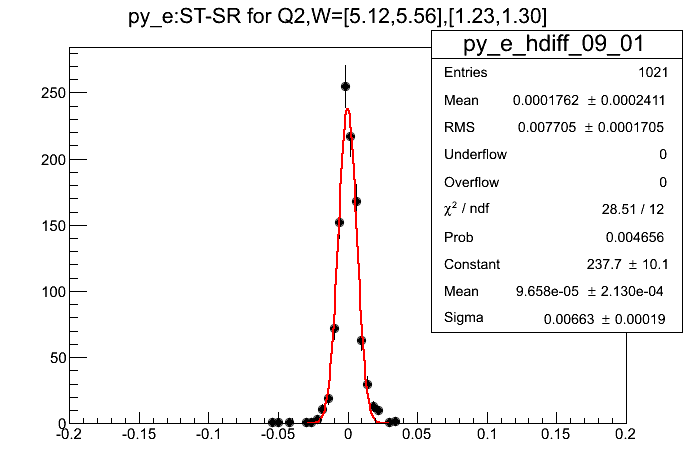 py_e:ST-SR for Q2,W=[5.12,5.56],[1.23,1.30]
py_e_hdiff_09_01
Entries 1021
Mean 0.0001762 ± 0.0002411
RMS 0.007705 ± 0.0001705
Underflow 0
Overflow 0
χ² / ndf 28.51 / 12
Prob 0.004656
Constant 237.7 ± 10.1
Mean 9.658e-05 ± 2.130e-04
Sigma 0.00663 ± 0.00019
250
200
150
100
50
0
-0.2 -0.15 -0.1 -0.05 0 0.05 0.1 0.15 0.2